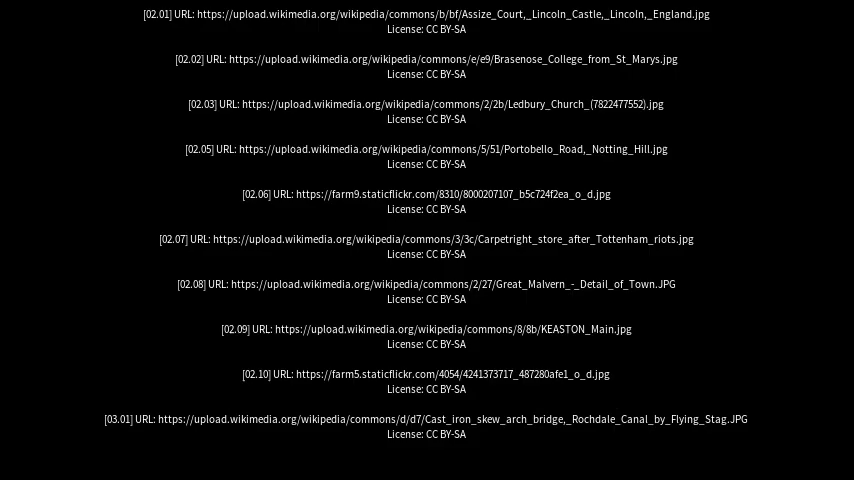 [02.01] URL: https://upload.wikimedia.org/wikipedia/commons/b/bf/Assize_Court,_Lincoln_Castle,_Lincoln,_England.jpg
License: CC BY-SA
[02.02] URL: https://upload.wikimedia.org/wikipedia/commons/e/e9/Brasenose_College_from_St_Marys.jpg
License: CC BY-SA
[02.03] URL: https://upload.wikimedia.org/wikipedia/commons/2/2b/Ledbury_Church_(7822477552).jpg
License: CC BY-SA
[02.05] URL: https://upload.wikimedia.org/wikipedia/commons/5/51/Portobello_Road,_Notting_Hill.jpg
License: CC BY-SA
[02.06] URL: https://farm9.staticflickr.com/8310/8000207107_b5c724f2ea_o_d.jpg
License: CC BY-SA
[02.07] URL: https://upload.wikimedia.org/wikipedia/commons/3/3c/Carpetright_store_after_Tottenham_riots.jpg
License: CC BY-SA
[02.08] URL: https://upload.wikimedia.org/wikipedia/commons/2/27/Great_Malvern_-_Detail_of_Town.JPG
License: CC BY-SA
[02.09] URL: https://upload.wikimedia.org/wikipedia/commons/8/8b/KEASTON_Main.jpg
License: CC BY-SA
[02.10] URL: https://farm5.staticflickr.com/4054/4241373717_487280afe1_o_d.jpg
License: CC BY-SA
[03.01] URL: https://upload.wikimedia.org/wikipedia/commons/d/d7/Cast_iron_skew_arch_bridge,_Rochdale_Canal_by_Flying_Stag.JPG
License: CC BY-SA